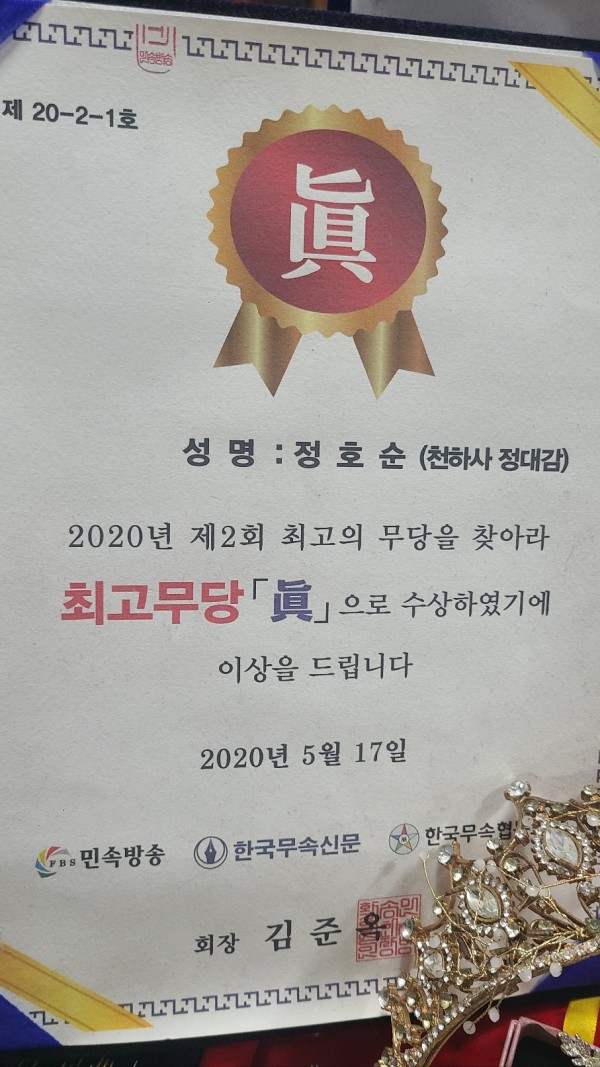 제 20-2-1호
眞
성 명 : 정 호 순 (천하사 정대감)
2020년 제2회 최고의 무당을 찾아라
최고무당「眞」으로 수상하였기에
이상을 드립니다
2020년 5월 17일
FBS 민속방송 한국무속신문 한국무속협
회장 김 준 옥